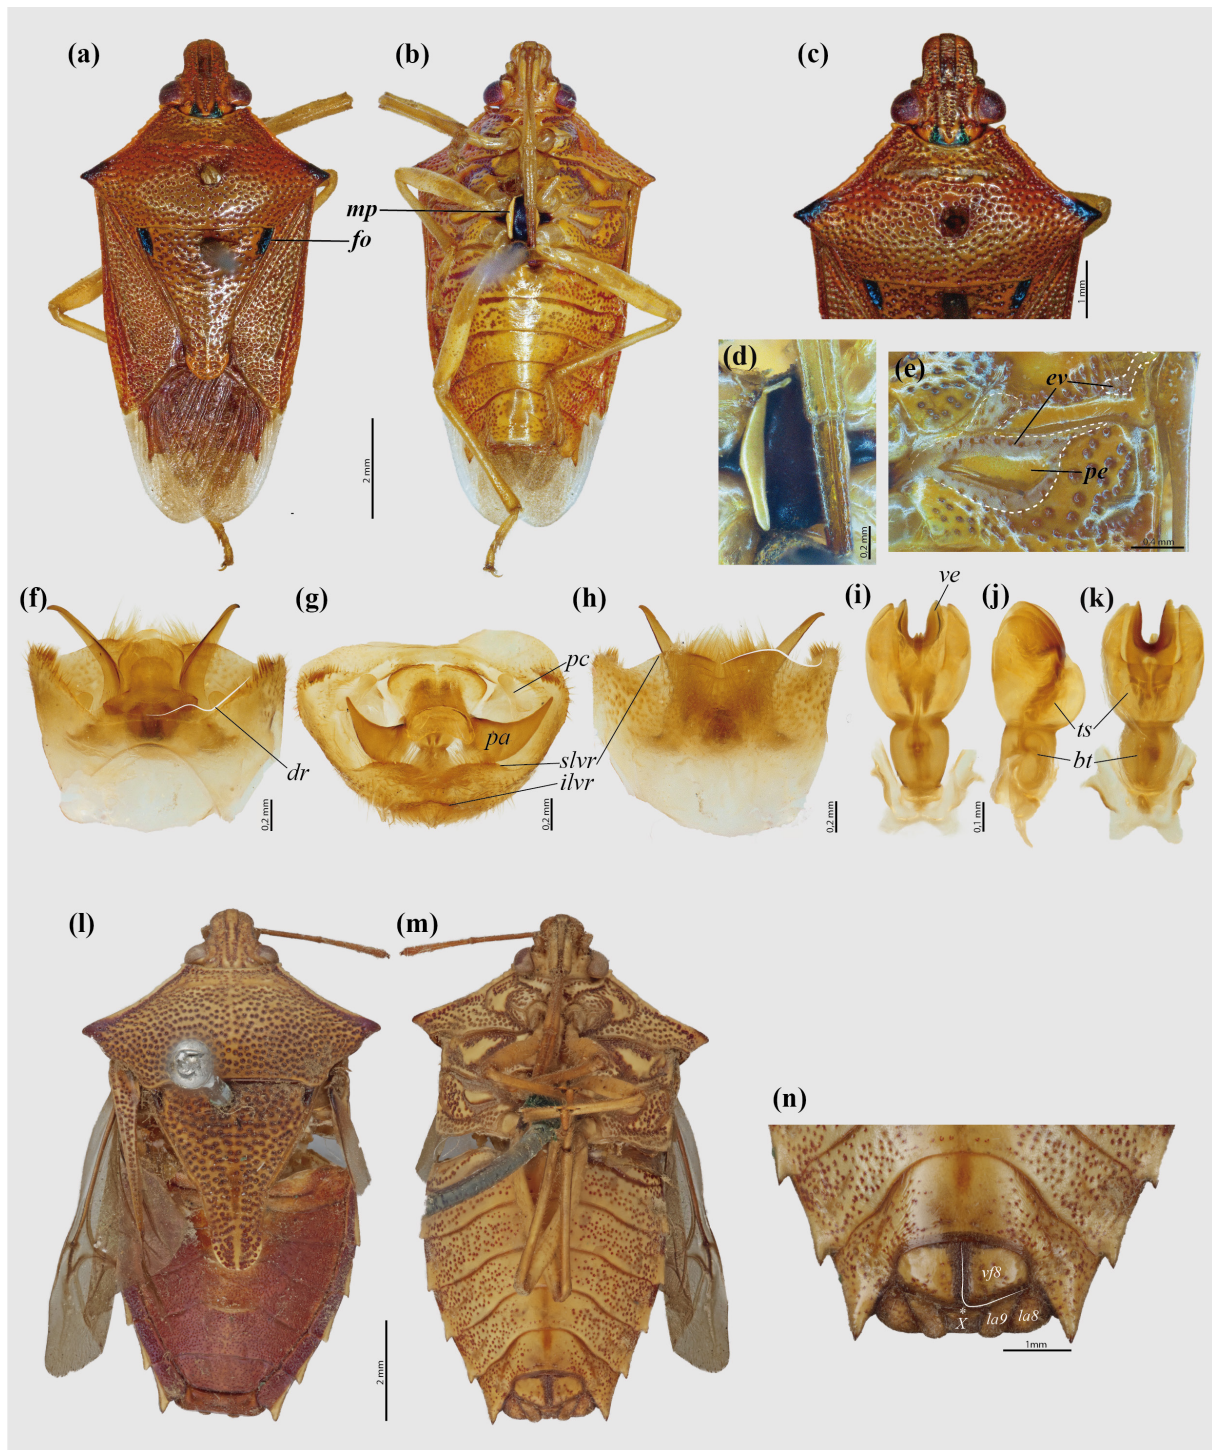 (a)
(b)
(c)
mp
fo
1 mm
2 mm
(d)
(e)
ev
pe
0.2 mm
0.4 mm
(f)
(g)
(h)
(i)
ve
(j)
(k)
pc
pa
slvr
ilvr
dr
ts
bt
0,2 mm
0,2 mm
0,2 mm
0,1 mm
(l)
(m)
(n)
vf8
*
X
la9
la8
1mm
2 mm